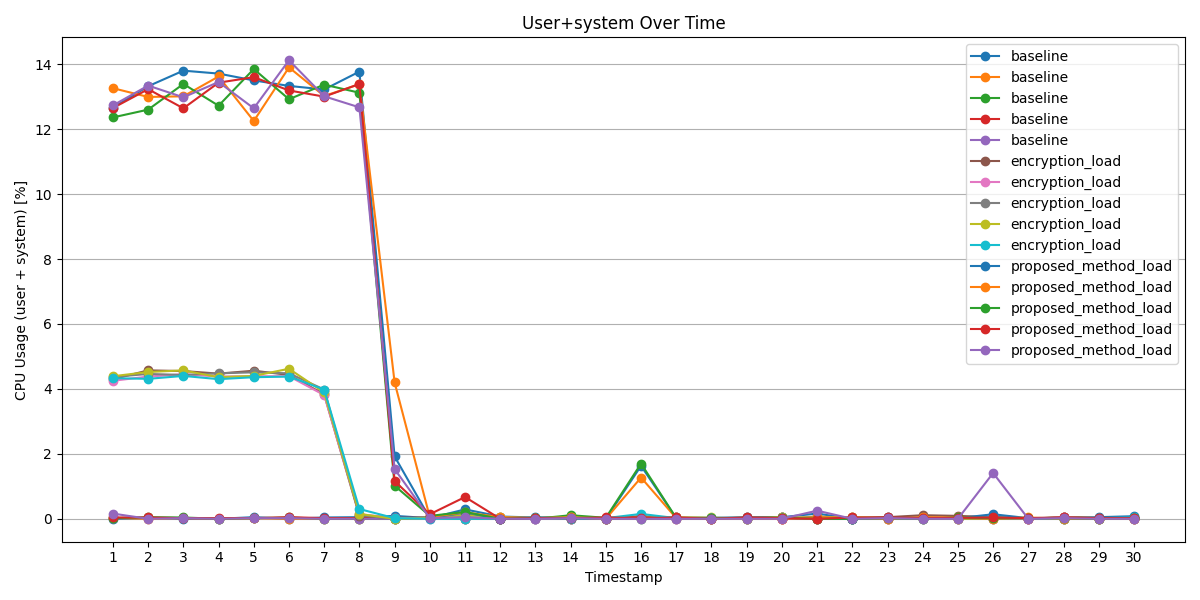 User+system Over Time
CPU Usage (user + system) [%]
14
12
10
8
6
4
2
0
baseline
baseline
baseline
baseline
baseline
encryption_load
encryption_load
encryption_load
encryption_load
encryption_load
proposed_method_load
proposed_method_load
proposed_method_load
proposed_method_load
proposed_method_load
1 2 3 4 5 6 7 8 9 10 11 12 13 14 15 16 17 18 19 20 21 22 23 24 25 26 27 28 29 30
Timestamp